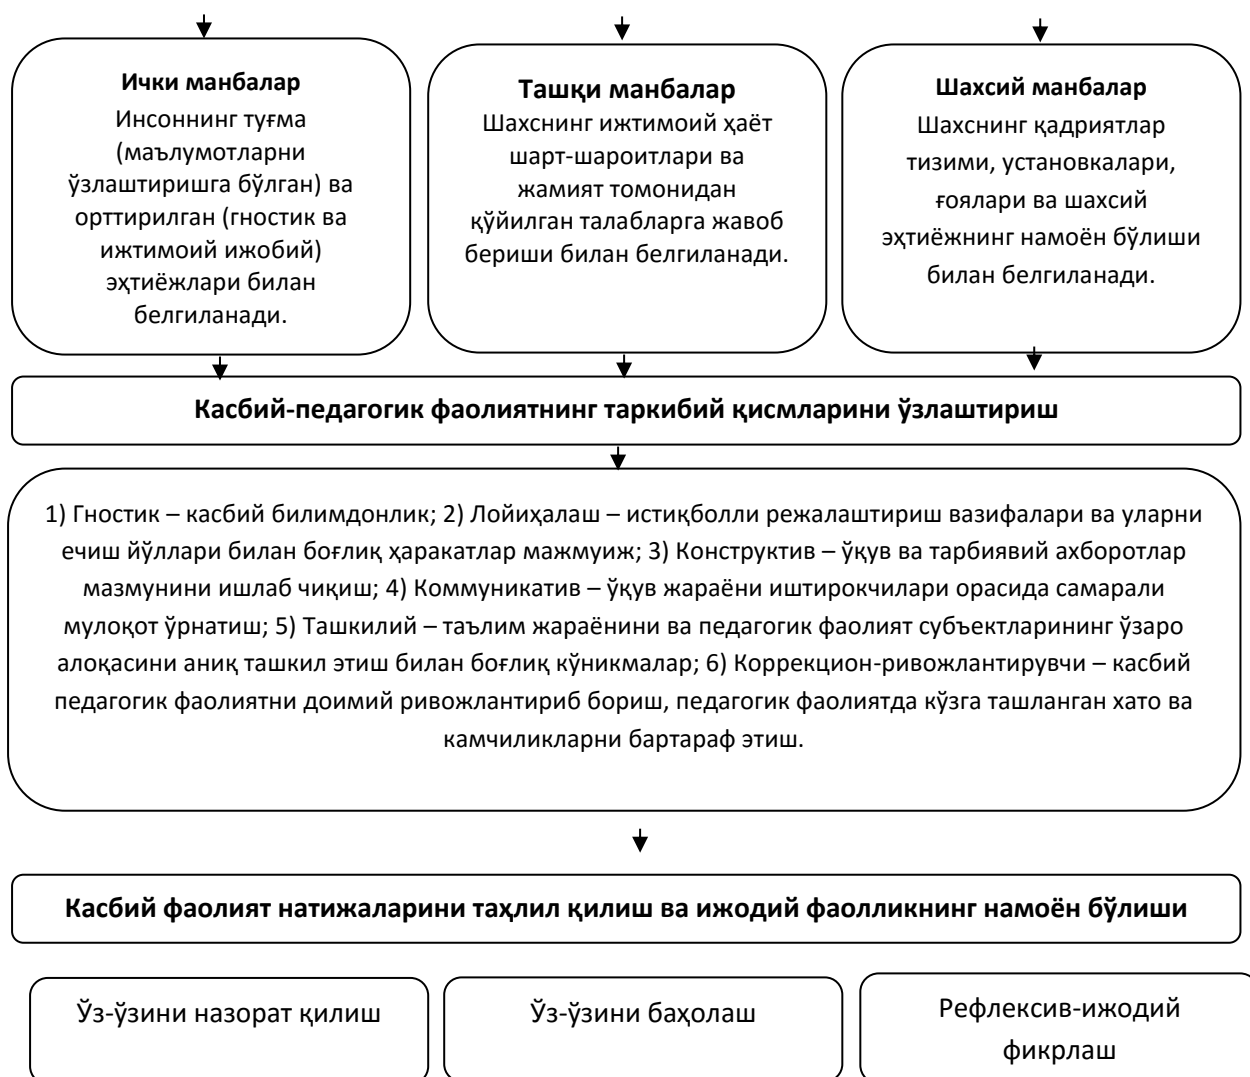 Ички манбалар
Инсоннинг туғма
(маълумотларни
ўзлаштиришга бўлган) ва
орттирилган (гностик ва
ижтимоий ижобий)
эҳтиёжлари билан
белгиланади.
Ташқи манбалар
Шахснинг ижтимоий ҳаёт
шарт-шароитлари ва
жамият томонидан
қўйилган талабларга жавоб
бериши билан белгиланади.
Шахсий манбалар
Шахснинг қадриятлар
тизими, установкалари,
ғоялари ва шахсий
эҳтиёжнинг намоён бўлиши
билан белгиланади.
Касбий-педагогик фаолиятнинг таркибий қисмларини ўзлаштириш
1) Гностик – касбий билимдонлик; 2) Лойиҳалаш – истиқболли режалаштириш вазифалари ва уларни
ечиш йўллари билан боғлиқ ҳаракатлар мажмуиж; 3) Конструктив – ўқув ва тарбиявий ахборотлар
мазмунини ишлаб чиқиш; 4) Коммуникатив – ўқув жараёни иштирокчилари орасида самарали
мулоқот ўрнатиш; 5) Ташкилий – таълим жараёнини ва педагогик фаолият субъектларининг ўзаро
алоқасини аниқ ташкил этиш билан боғлиқ кўникмалар; 6) Коррекцион-ривожлантирувчи – касбий
педагогик фаолиятни доимий ривожлантириб бориш, педагогик фаолиятда кўзга ташланган хато ва
камчиликларни бартараф этиш.
Касбий фаолият натижаларини таҳлил қилиш ва ижодий фаолликнинг намоён бўлиши
Ўз-ўзини назорат қилиш
Ўз-ўзини баҳолаш
Рефлексив-ижодий
фикрлаш